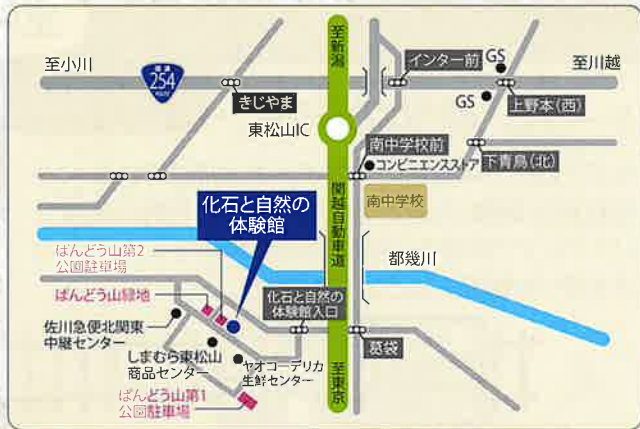 至小川
国道
254
ROUTE
きじやま
東松山IC
至新潟
インター前
GS
至川越
GS
上野本(西)
南中学校前
コンビニエンスストア
下青鳥(北)
化石と自然の
体験館
関越自動車道
南中学校
ばんどう山第2
公園駐車場
都幾川
ばんどう山緑地
化石と自然の
体験館入口
佐川急便北関東
中継センター
しまむら東松山
商品センター
ヤオコーデリカ
生鮮センター
葛袋
至東京
ばんどう山第1
公園駐車場